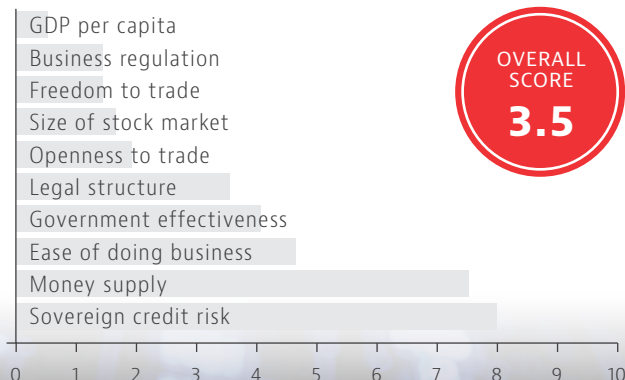 GDP per capita
Business regulation
Freedom to trade
Size of stock market
Openness to trade
Legal structure
Government effectiveness
Ease of doing business
Money supply
Sovereign credit risk
OVERALL
SCORE
3.5
0 1 2 3 4 5 6 7 8 9 10